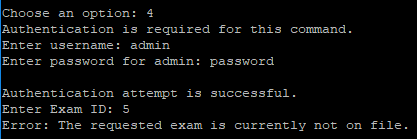 Choose an option: 4
Authentication is required for this command.
Enter username: admin
Enter password for admin: password
Authentication attempt is successful.
Enter Exam ID: 5
Error: The requested exam is currently not on file.